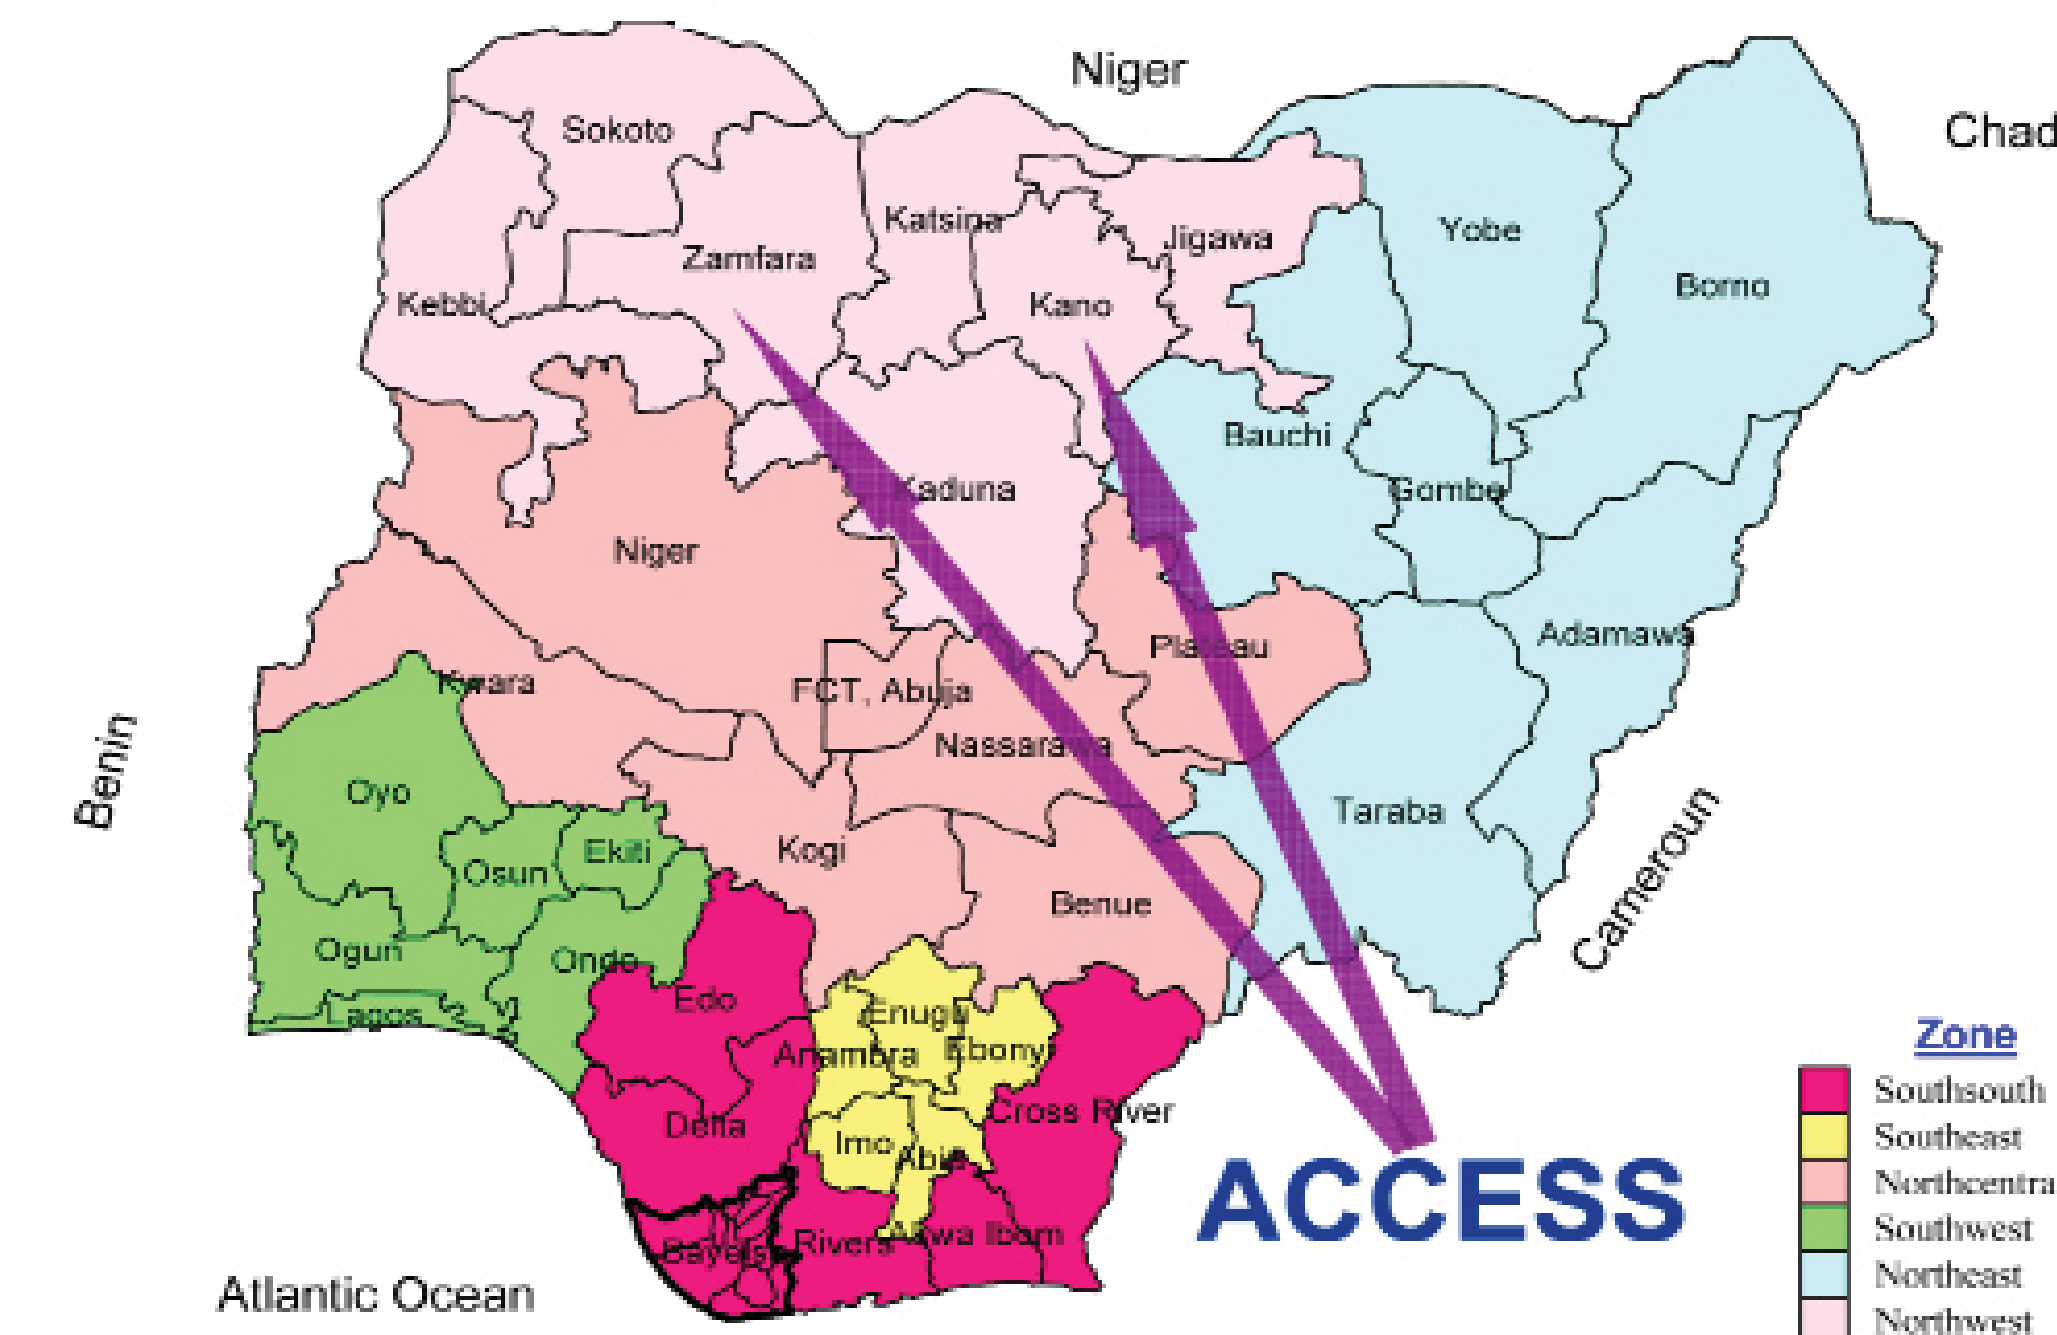 Niger
Chad
Sokoto
Katsina
Jigawa
Yobe
Zamfara
Borno
Kebbi
Kano
Bauchi
Kaduna
Gombe
Niger
Adamawa
Plateau
Kwara
FCT, Abuja
Nassarawa
Benin
Oyo
Taraba
Cameroun
Ekiti
Kogi
Osun
Benue
Ogun
Ondo
Edo
Lagos
Enugu
Anambra
Ebonyi
Zone
Southsouth
Cross River
Delta
Southeast
Imo
Abia
Northcentra
ACCESS
Southwest
Rivers
Akwa Ibom
Bayelsa
Northeast
Atlantic Ocean
Northwest